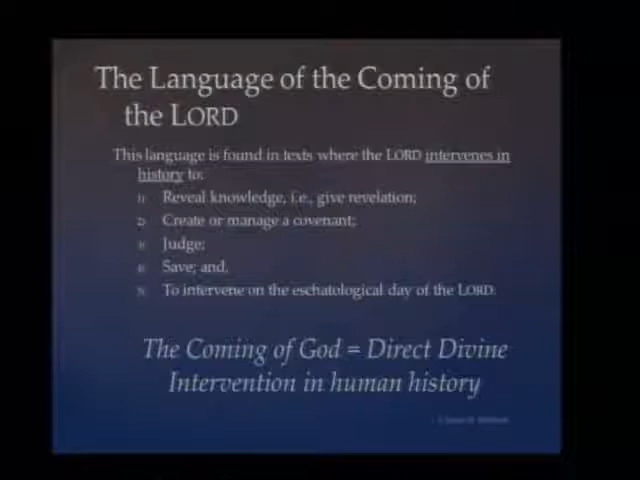 The Language of the Coming of
the LORD
This language is found in texts where the LORD intervenes in
history to:
1) Reveal knowledge, i.e., give revelation;
2) Create or manage a covenant;
3) Judge;
4) Save; and,
5) To intervene on the eschatological day of the LORD.
The Coming of God = Direct Divine
Intervention in human history